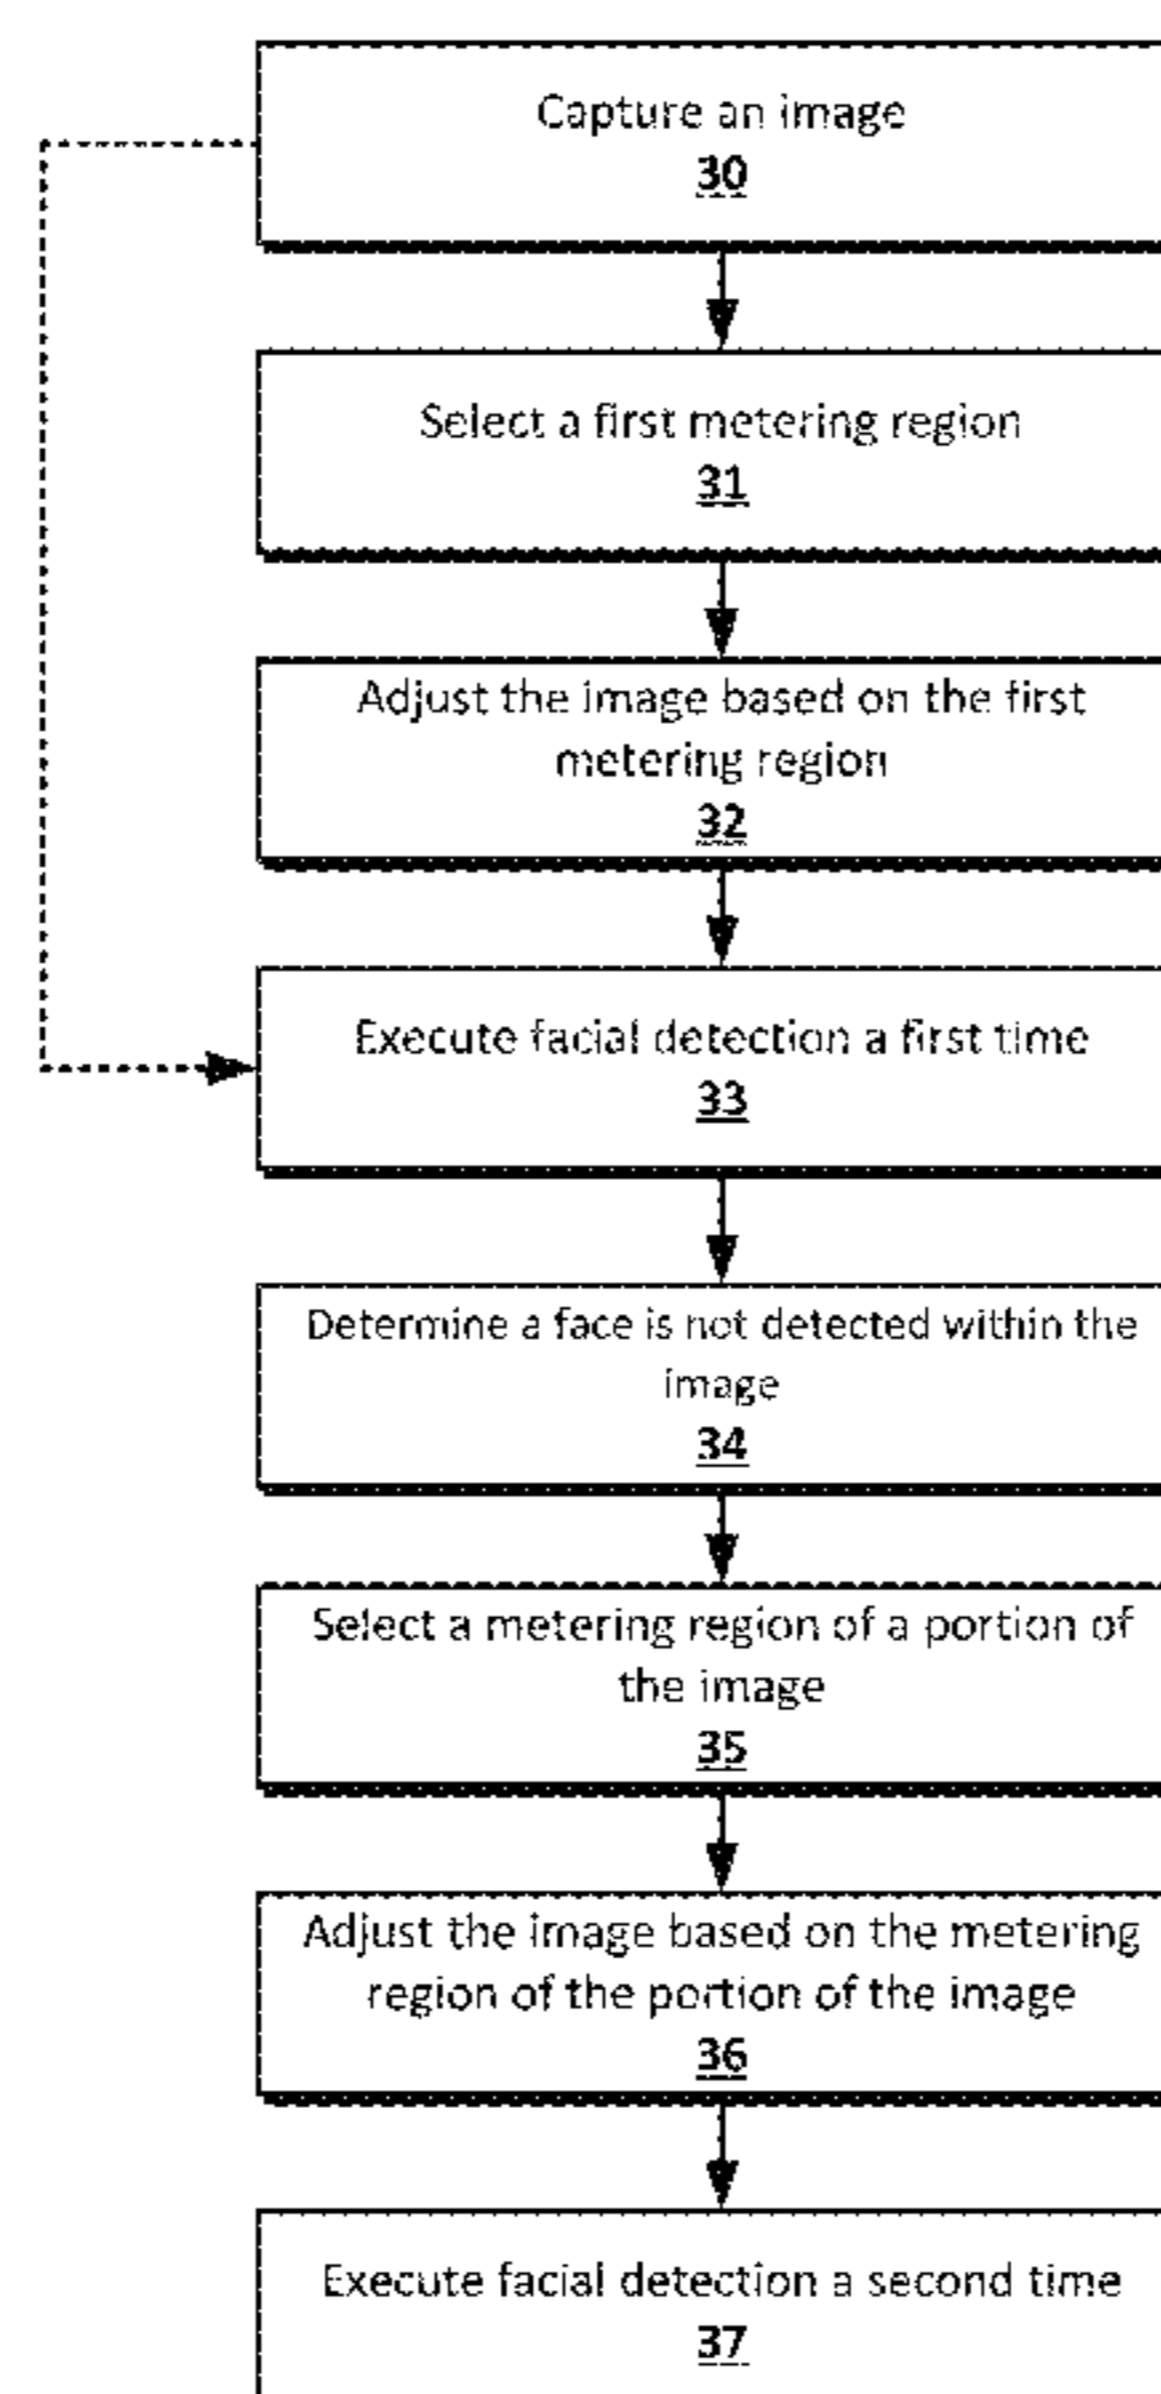 Capture an image
30
Select a first metering region
31
Adjust the image based on the first
metering region
32
Execute facial detection a first time
33
Determine a face is not detected within the
image
34
Select a metering region of a portion of
the image
35
Adjust the image based on the metering
region of the portion of the image
36
Execute facial detection a second time
37